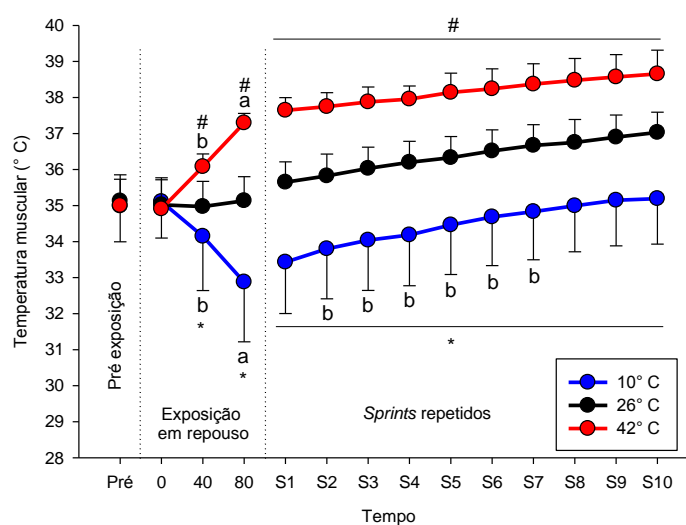 40
39
38
37
36
35
34
33
32
31
30
29
28
Temperatura muscular (° C)
#
#
#
a
b
b
*
a
*
b
b
b
b
b
b
*
Pré exposição
Exposição
em repouso
Sprints repetidos
10° C
26° C
42° C
Pré 0 40 80 S1 S2 S3 S4 S5 S6 S7 S8 S9 S10
Tempo